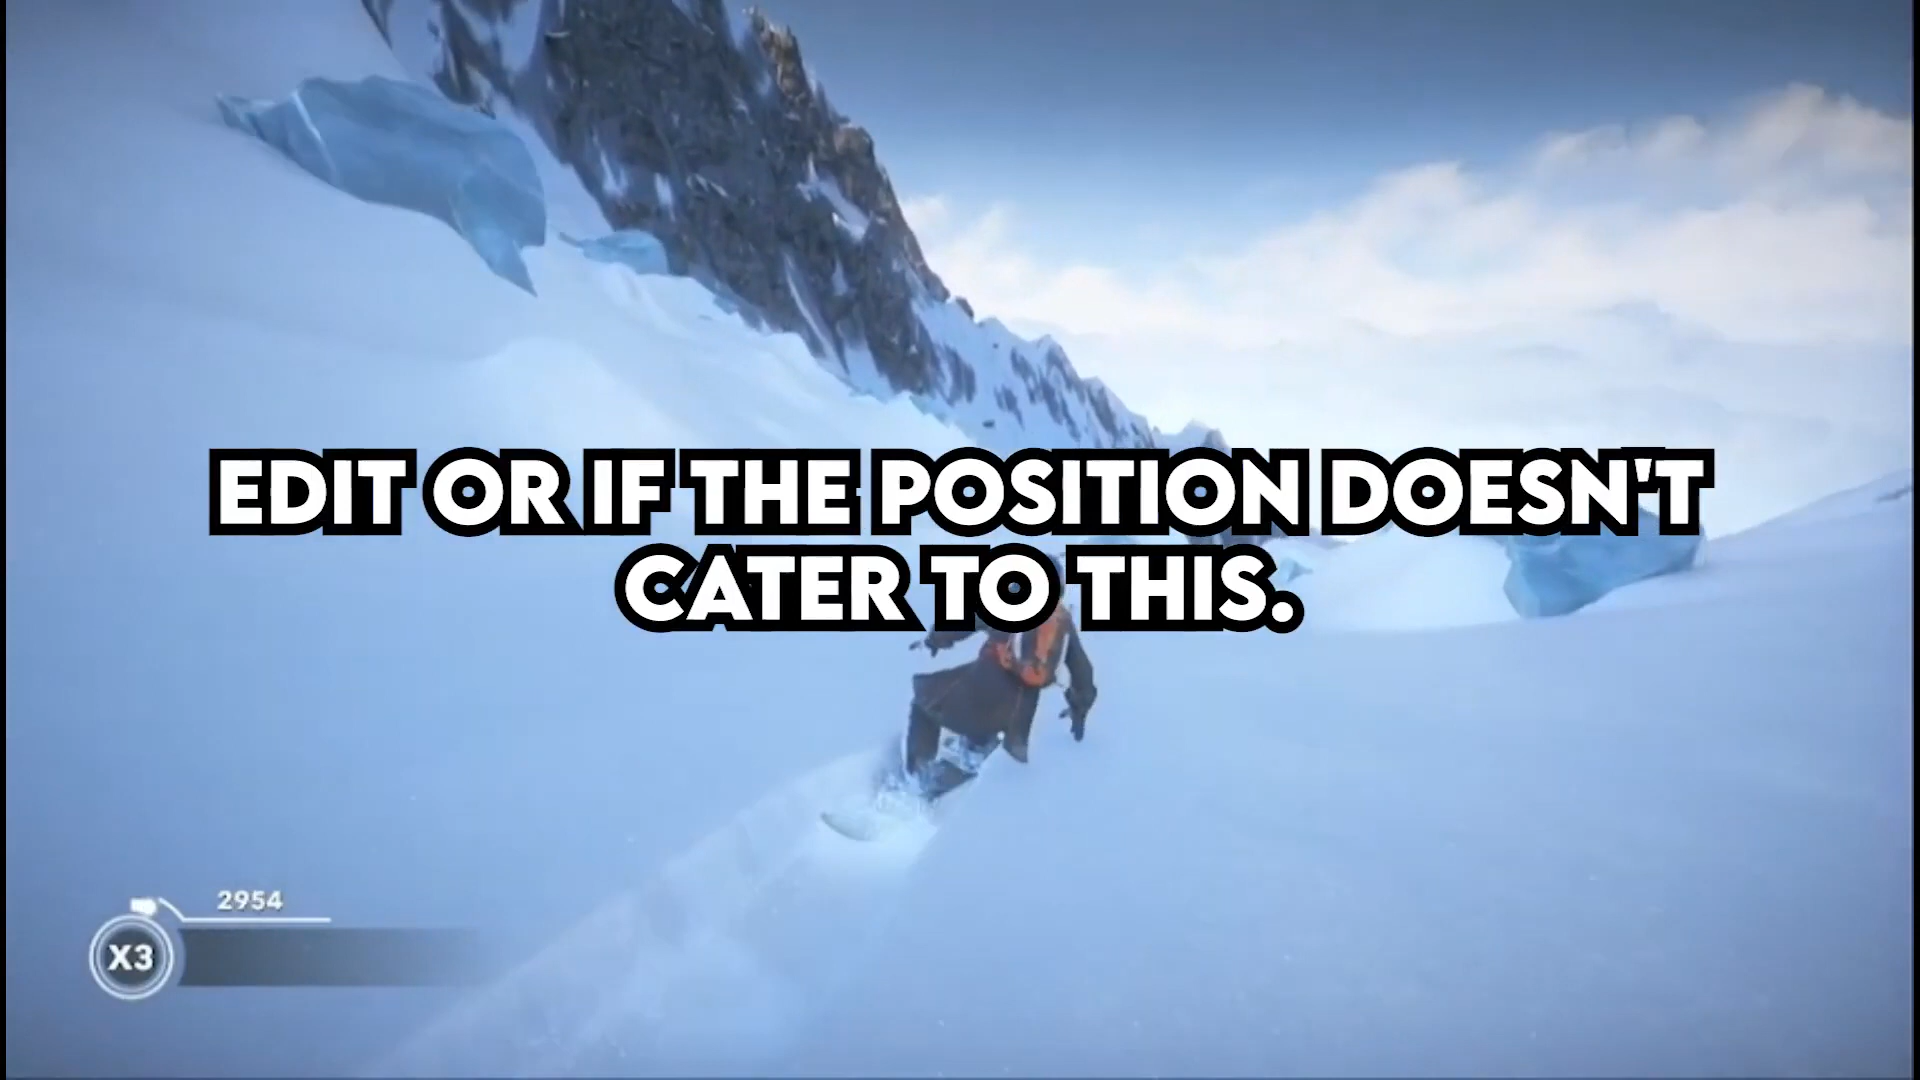 EDIT OR IF THE POSITION DOESN'T
CATER TO THIS.
2954
X3